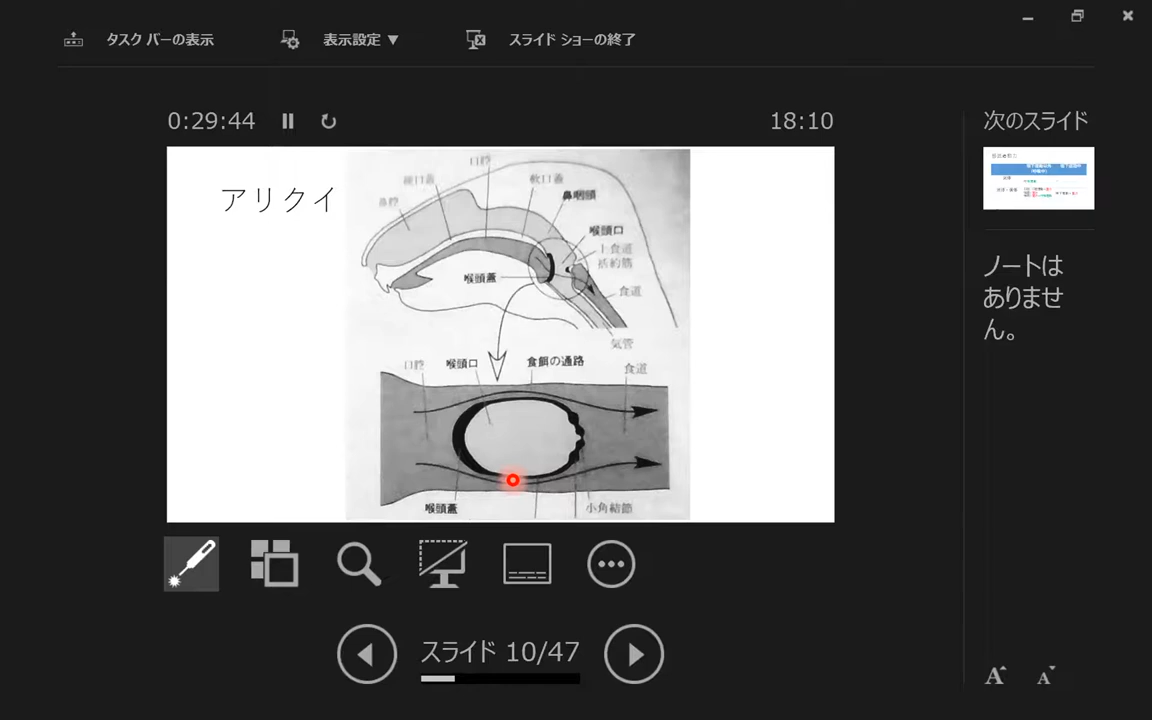 タスク バーの表示
表示設定 ▼
スライド ショーの終了
0:29:44
18:10
次のスライド
アリクイ
口腔
硬口蓋
軟口蓋
鼻腔
鼻咽頭
喉頭口
上食道
括約筋
喉頭蓋
食道
気管
口腔
喉頭口
食餌の通路
食道
喉頭蓋
小角結節
ノートは
ありませ
ん。
スライド 10/47
A
A